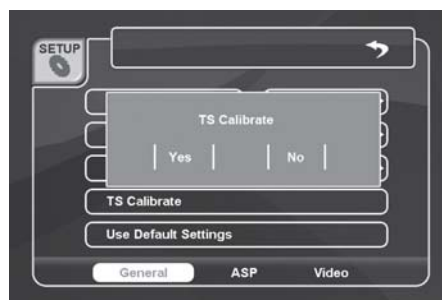 SETUP
TS Calibrate
Yes No
TS Calibrate
Use Default Settings
General ASP Video